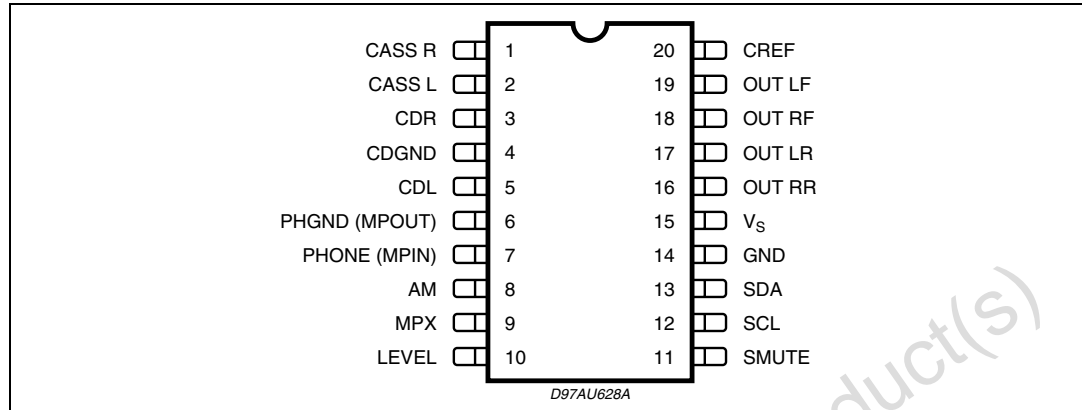 CASS R 1 20 CREF
CASS L 2 19 OUT LF
CDR 3 18 OUT RF
CDGND 4 17 OUT LR
CDL 5 16 OUT RR
PHGND (MPOUT) 6 15 VS
PHONE (MPIN) 7 14 GND
AM 8 13 SDA
MPX 9 12 SCL
LEVEL 10 11 SMUTE
D97AU628A
duct(s)